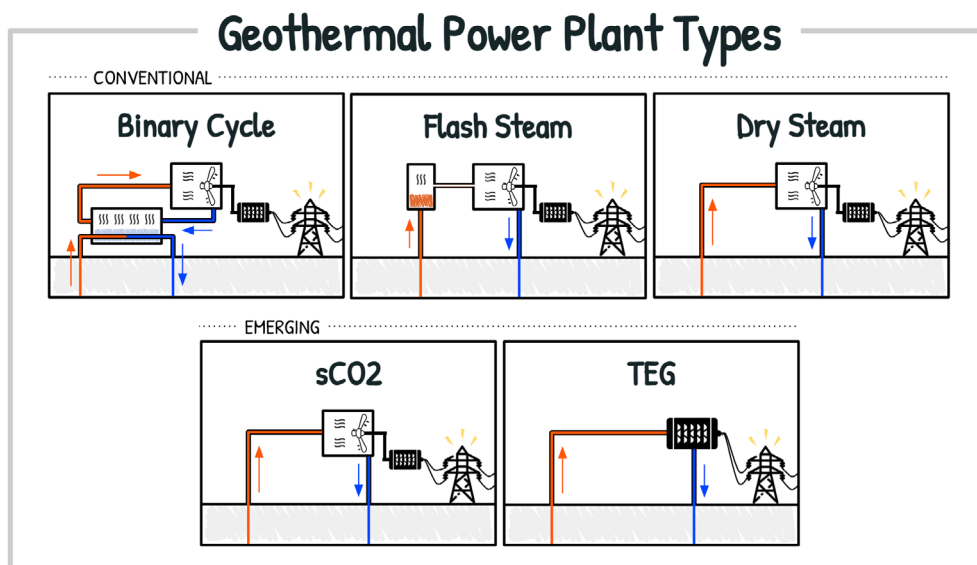 Geothermal Power Plant Types
CONVENTIONAL
Binary Cycle
Flash Steam
Dry Steam
EMERGING
sCO2
TEG